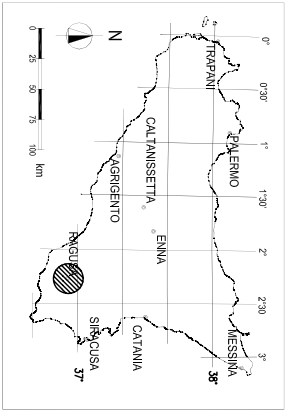 N
0 25 50 75 100
km
0°
0°30'
1°
1°30'
2°
2°30'
3°
TRAPANI
PALERMO
CALTANISSETTA
AGRIGENTO
ENNA
RAGUSA
SIRACUSA
CATANIA
MESSINA
37°
38°